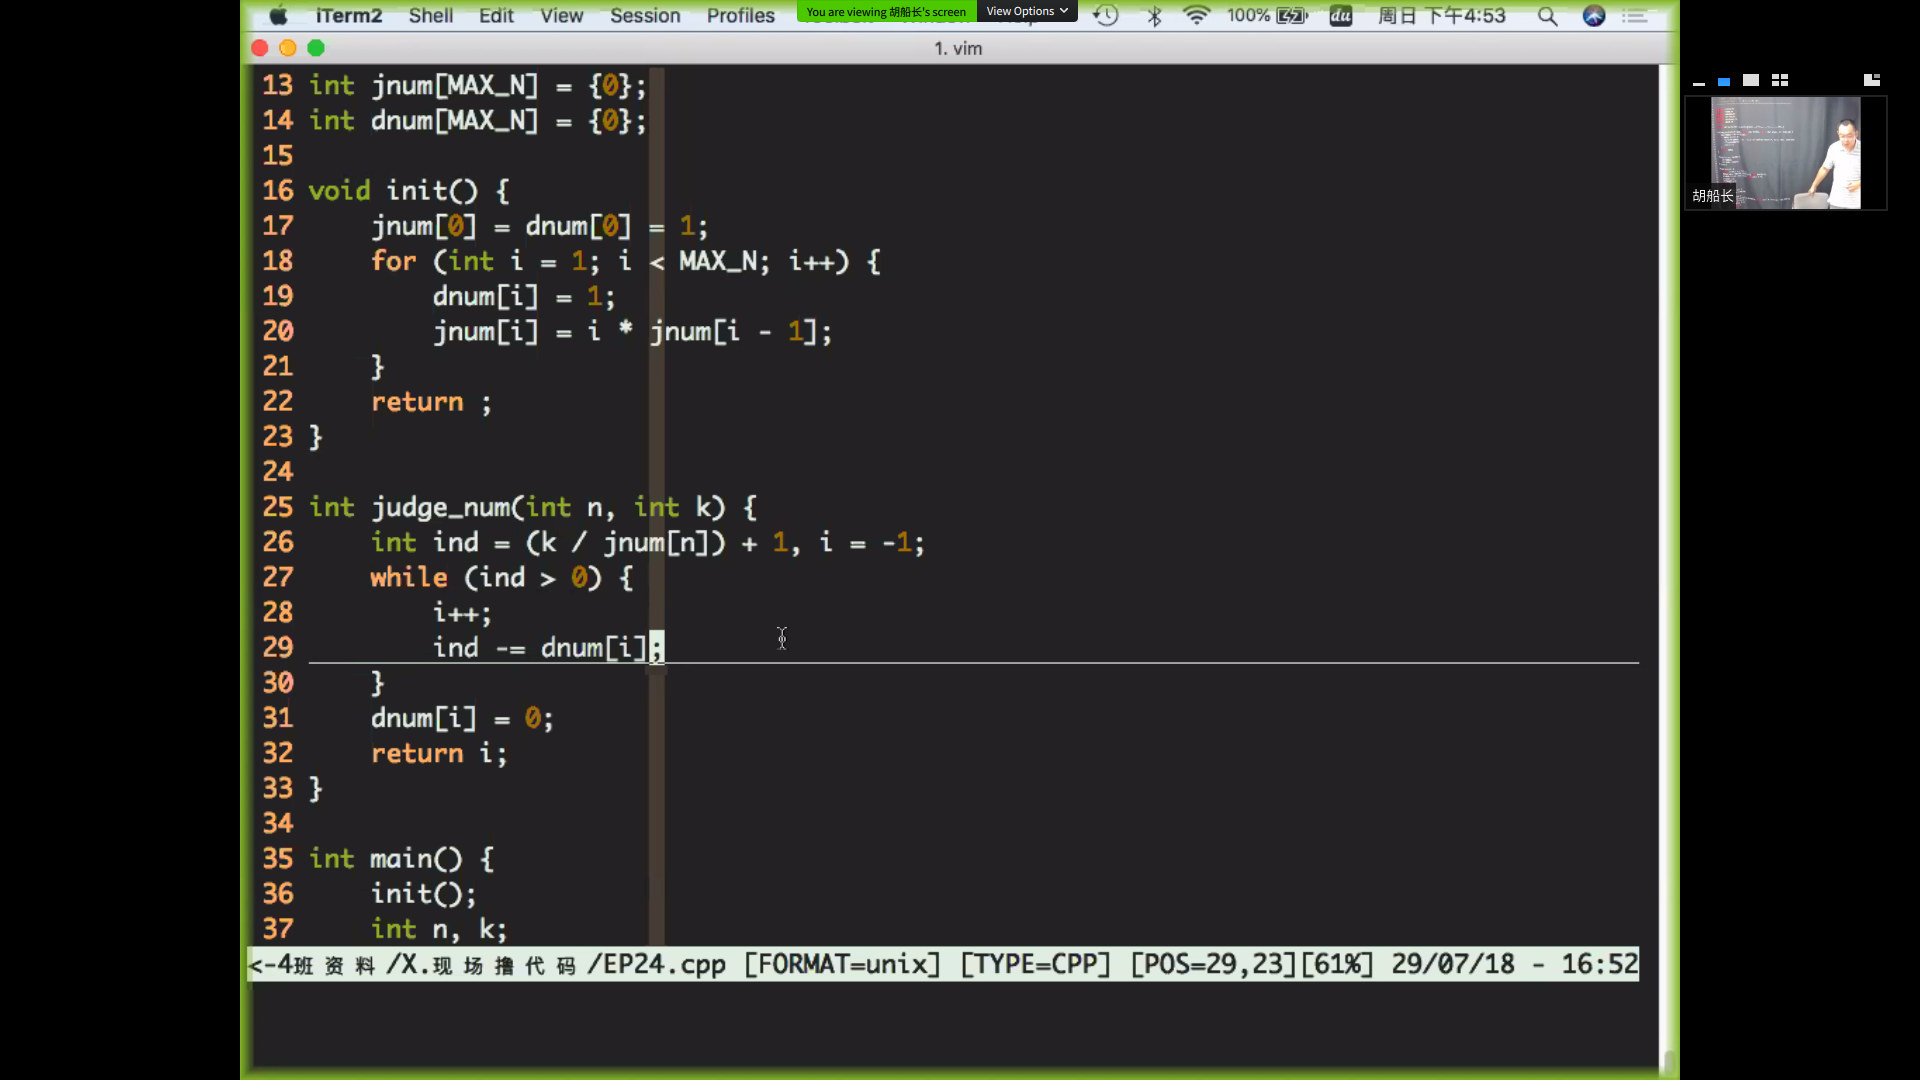 iTerm2 Shell Edit View Session Profiles You are viewing 胡船长's screen View Options 100% du 周日 下午4:53
1. vim
13 int jnum[MAX_N] = {0};
14 int dnum[MAX_N] = {0};
15
16 void init() {
17     jnum[0] = dnum[0] = 1;
18     for (int i = 1; i < MAX_N; i++) {
19         dnum[i] = 1;
20         jnum[i] = i * jnum[i - 1];
21     }
22     return ;
23 }
24
25 int judge_num(int n, int k) {
26     int ind = (k / jnum[n]) + 1, i = -1;
27     while (ind > 0) {
28         i++;
29         ind -= dnum[i];
30     }
31     dnum[i] = 0;
32     return i;
33 }
34
35 int main() {
36     init();
37     int n, k;
<-4班资料/X.现场撸代码/EP24.cpp [FORMAT=unix] [TYPE=CPP] [POS=29,23][61%] 29/07/18 - 16:52
胡船长